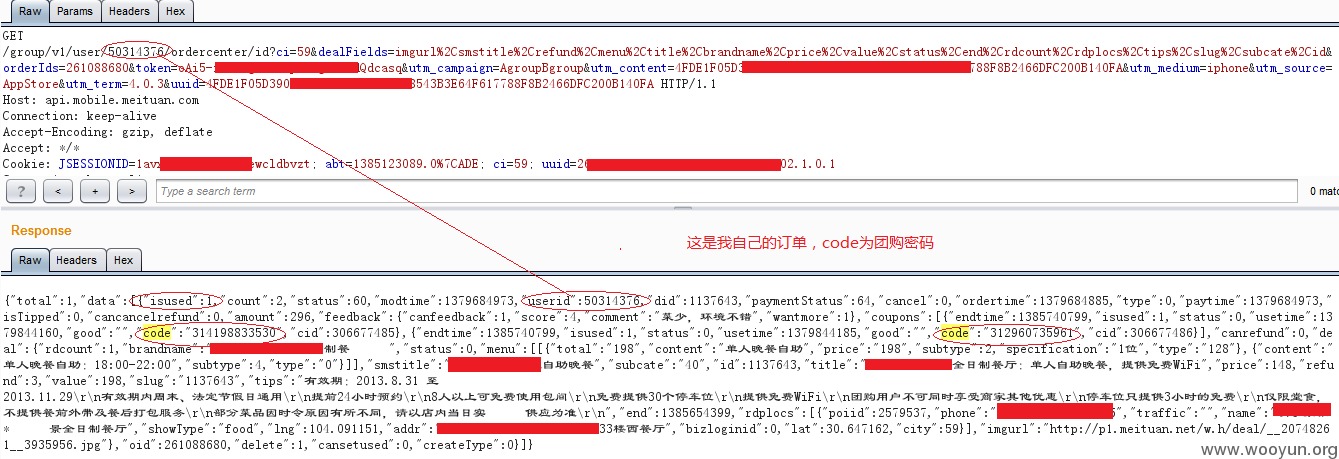 Raw Params Headers Hex
GET
/group/v1/user/50314376/ordercenter/id?ci=59&dealFields=imgurl%2Csmstitle%2Crefund%2Cmenu%2Ctitle%2Cbrandname%2Cprice%2Cvalue%2Cstatus%2Cend%2Crdcount%2Crdplocs%2Ctips%2Cslug%2Csubcate%2Cid&
orderIds=261088680&token=oAi5- Qdcasq&utm_campaign=AgroupBgroup&utm_content=4FDE1F05D3 788F8B2466DFC200B140FA&utm_medium=iphone&utm_source=
AppStore&utm_term=4.0.3&uuid=4FDE1F05D390 8543B3E64F617788F8B2466DFC200B140FA HTTP/1.1
Host: api.mobile.meituan.com
Connection: keep-alive
Accept-Encoding: gzip, deflate
Accept: */*
Cookie: JSESSIONID=1avx ewcldbvzt; abt=1385123089.0%7CADE; ci=59; uuid=26 02.1.0.1
? < + > Type a search term 0 matc
Response
这是我自己的订单，code为团购密码
Raw Headers Hex
{"total":1,"data":[{"isused":1,"count":2,"status":60,"modtime":1379684973,"userid":50314376,"did":1137643,"paymentStatus":64,"cancel":0,"ordertime":1379684885,"type":0,"paytime":1379684973,"
isTipped":0,"cancancelrefund":0,"amount":296,"feedback":{"canfeedback":1,"score":4,"comment":"菜少，环境不错","wantmore":1},"coupons":[{"endtime":1385740799,"isused":1,"status":0,"usetime":13
79844160,"good":"","code":"314198833530","cid":306677485},{"endtime":1385740799,"isused":1,"status":0,"usetime":1379844185,"good":"","code":"312960735961","cid":306677486}],"canrefund":0,"de
al":{"rdcount":1,"brandname":" 制餐 ","status":0,"menu":[[{"total":"198","content":"单人晚餐自助","price":"198","subtype":2,"specification":"1位","type":"128"},{"content":"
单人晚餐自助：18:00-22:00","subtype":4,"type":"0"}]],"smstitle":" 自助晚餐","subcate":"40","id":1137643,"title":" 全日制餐厅：单人自助晚餐，提供免费WiFi","price":148,"refu
nd":3,"value":198,"slug":"1137643","tips":"有效期：2013.8.31 至
2013.11.29\r\n有效期内周末、法定节假日通用\r\n提前24小时预约\r\n8人以上可免费使用包间\r\n免费提供30个停车位\r\n提供免费WiFi\r\n团购用户不可同时享受商家其他优惠\r\n停车位只提供3小时的免费\r\n仅限堂食，
不提供餐前外带及餐后打包服务\r\n部分菜品因时令原因有所不同，请以店内当日实 供应为准\r\n","end":1385654399,"rdplocs":[{"poiid":2579537,"phone":" 5","traffic":"","name":"
* 景全日制餐厅","showType":"food","lng":104.091151,"addr":" 33楼西餐厅","bizloginid":0,"lat":30.647162,"city":59}],"imgurl":"http://p1.meituan.net/w.h/deal/__2074826
1__3935956.jpg"},"oid":261088680,"delete":1,"cansetused":0,"createType":0}]}
www.wooyun.org